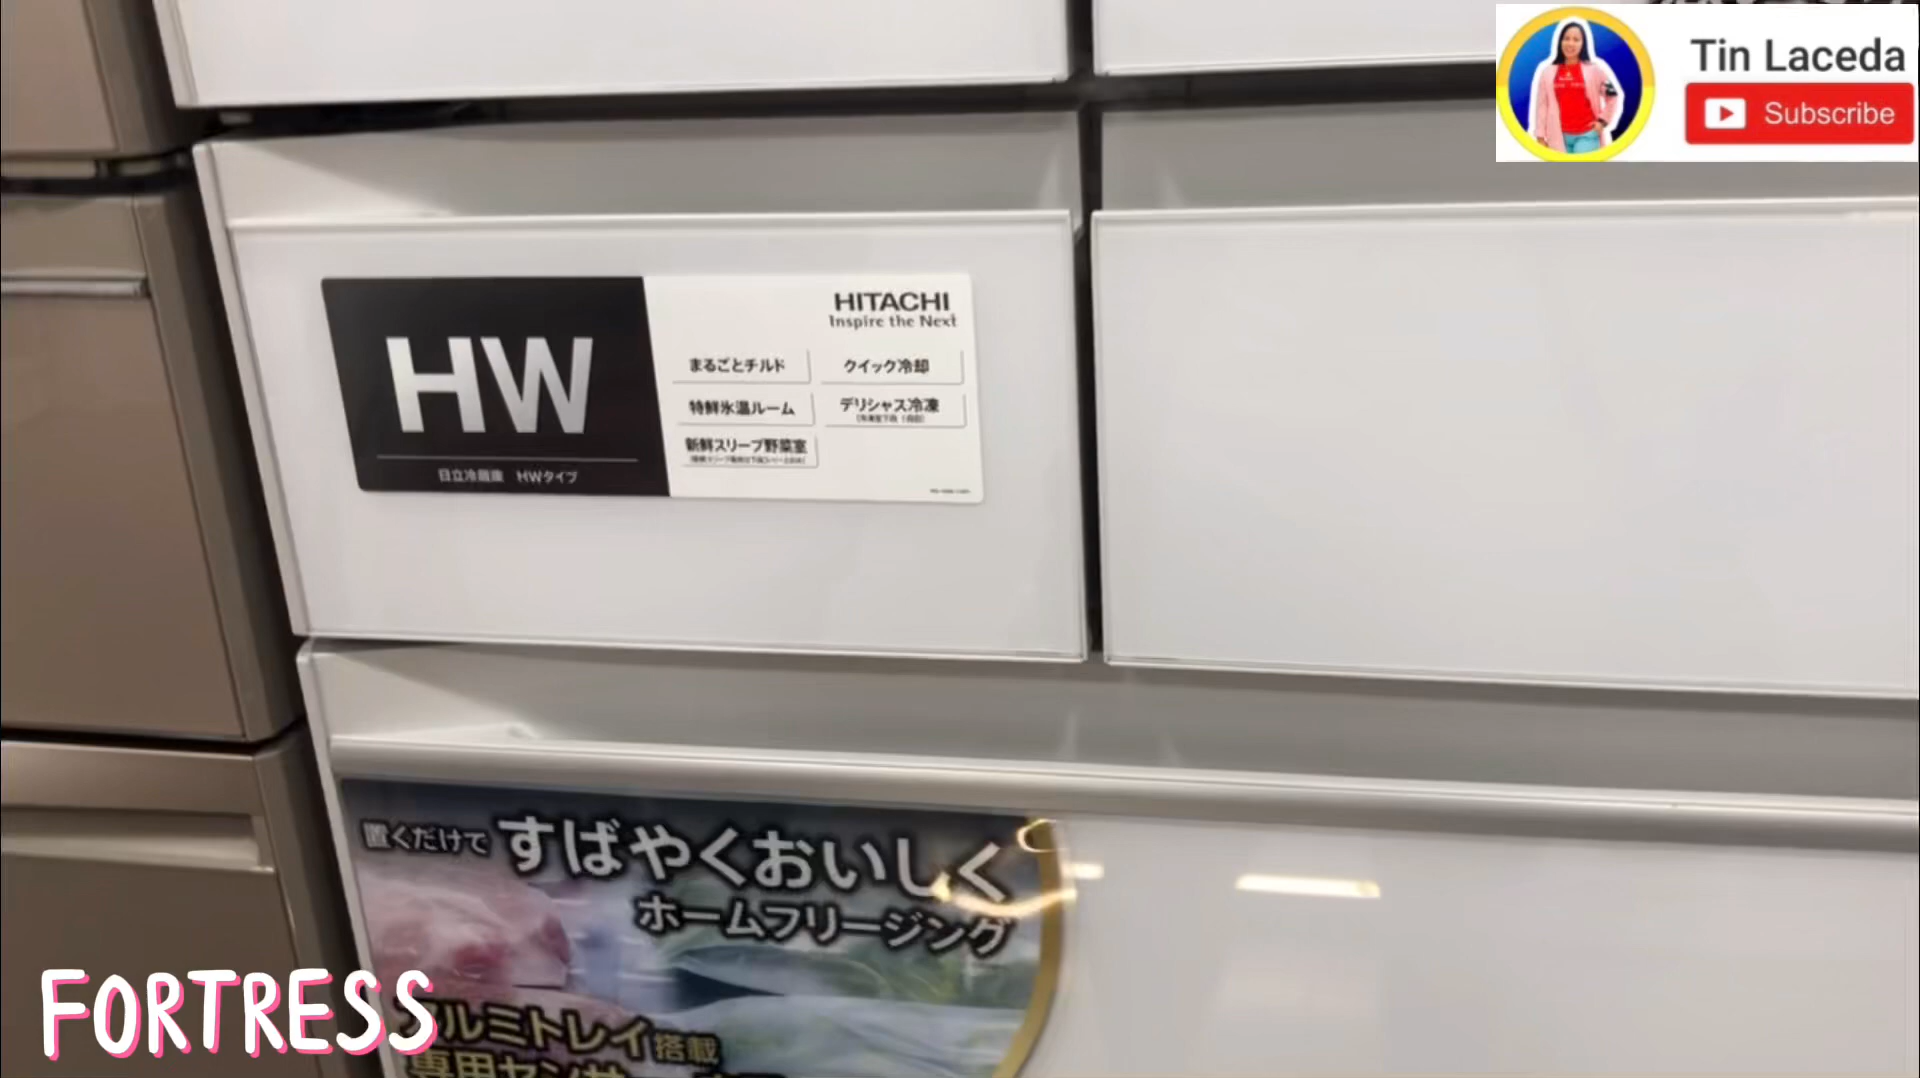 Tin Laceda
Subscribe
HW
日立冷蔵庫 HWタイプ
HITACHI
Inspire the Next
まるごとチルド
クイック冷却
特鮮氷温ルーム
デリシャス冷凍
新鮮スリープ野菜室
置くだけで すばやくおいしく
ホームフリージング
アルミトレイ搭載
FORTRESS